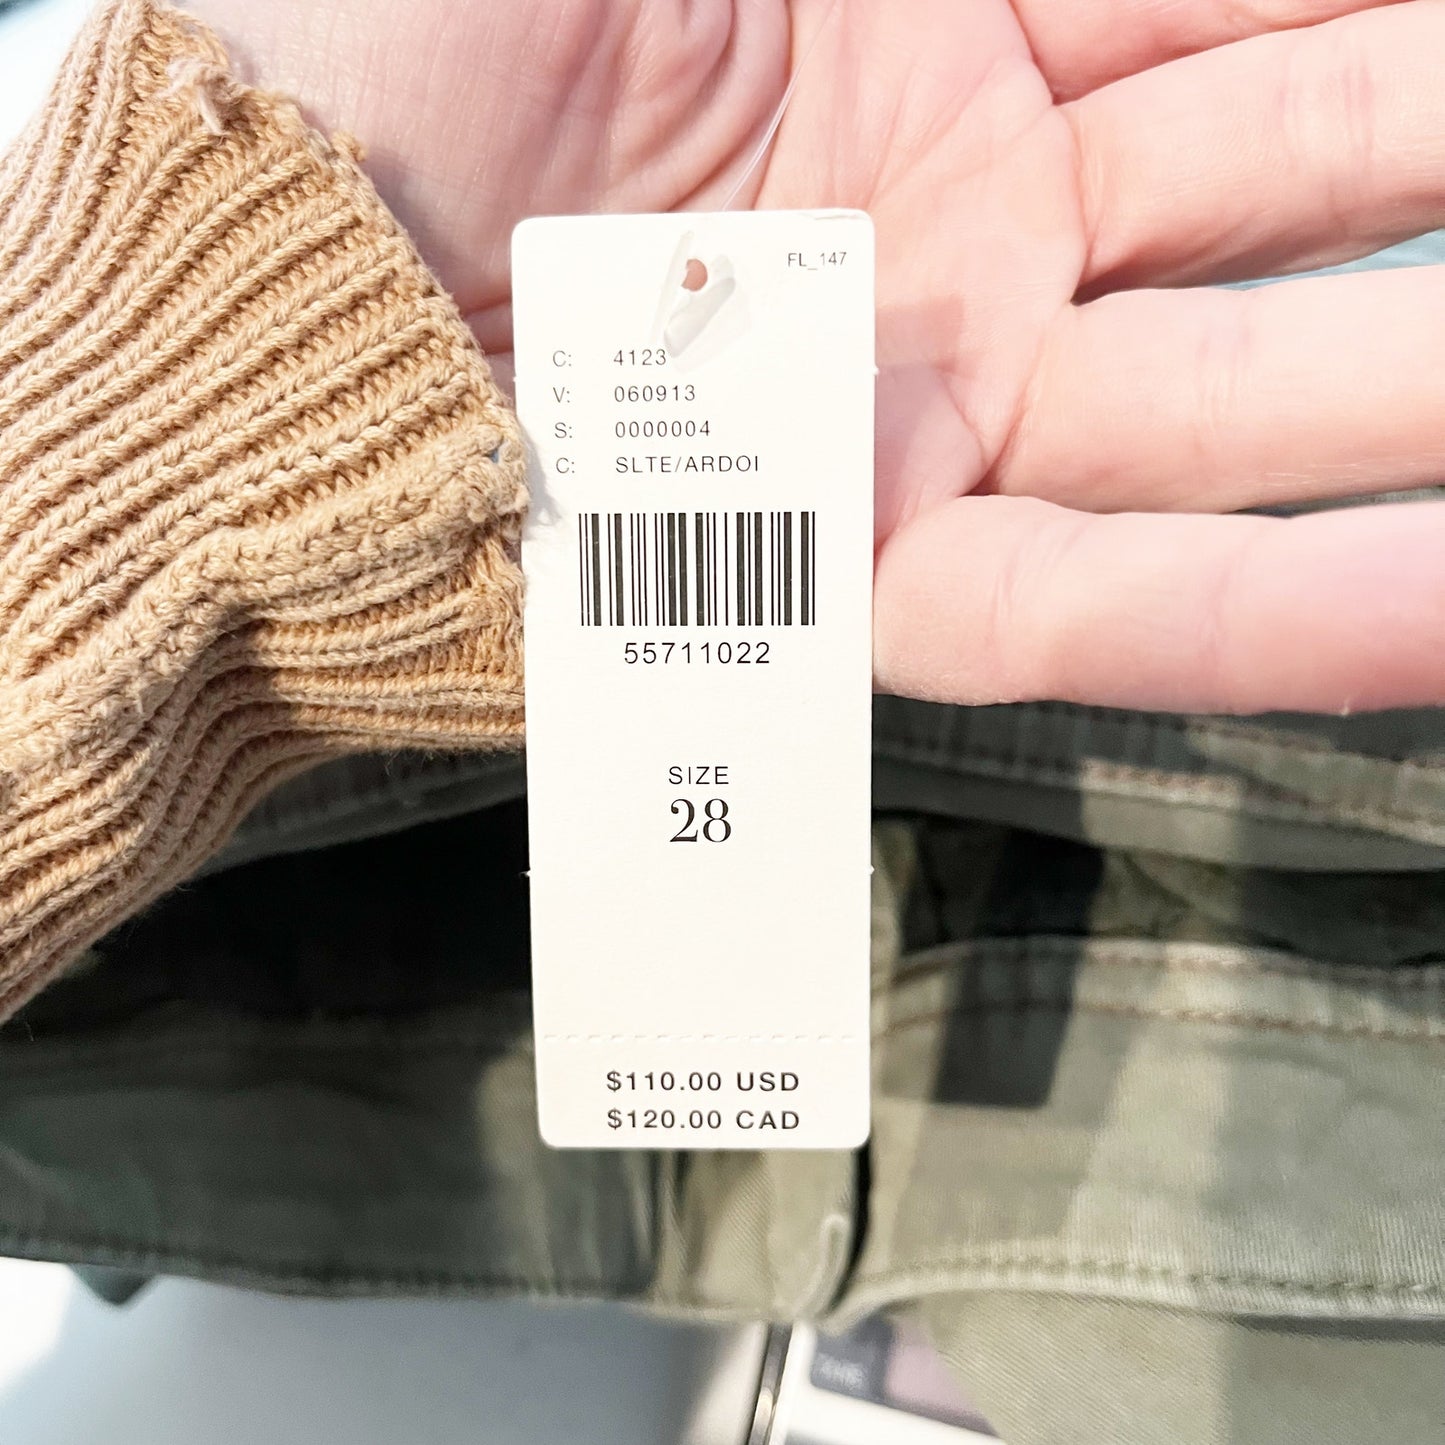 FL_147
C: 4123
V: 060913
S: 0000004
C: SLTE/ARDOI
55711022
SIZE
28
$110.00 USD
$120.00 CAD